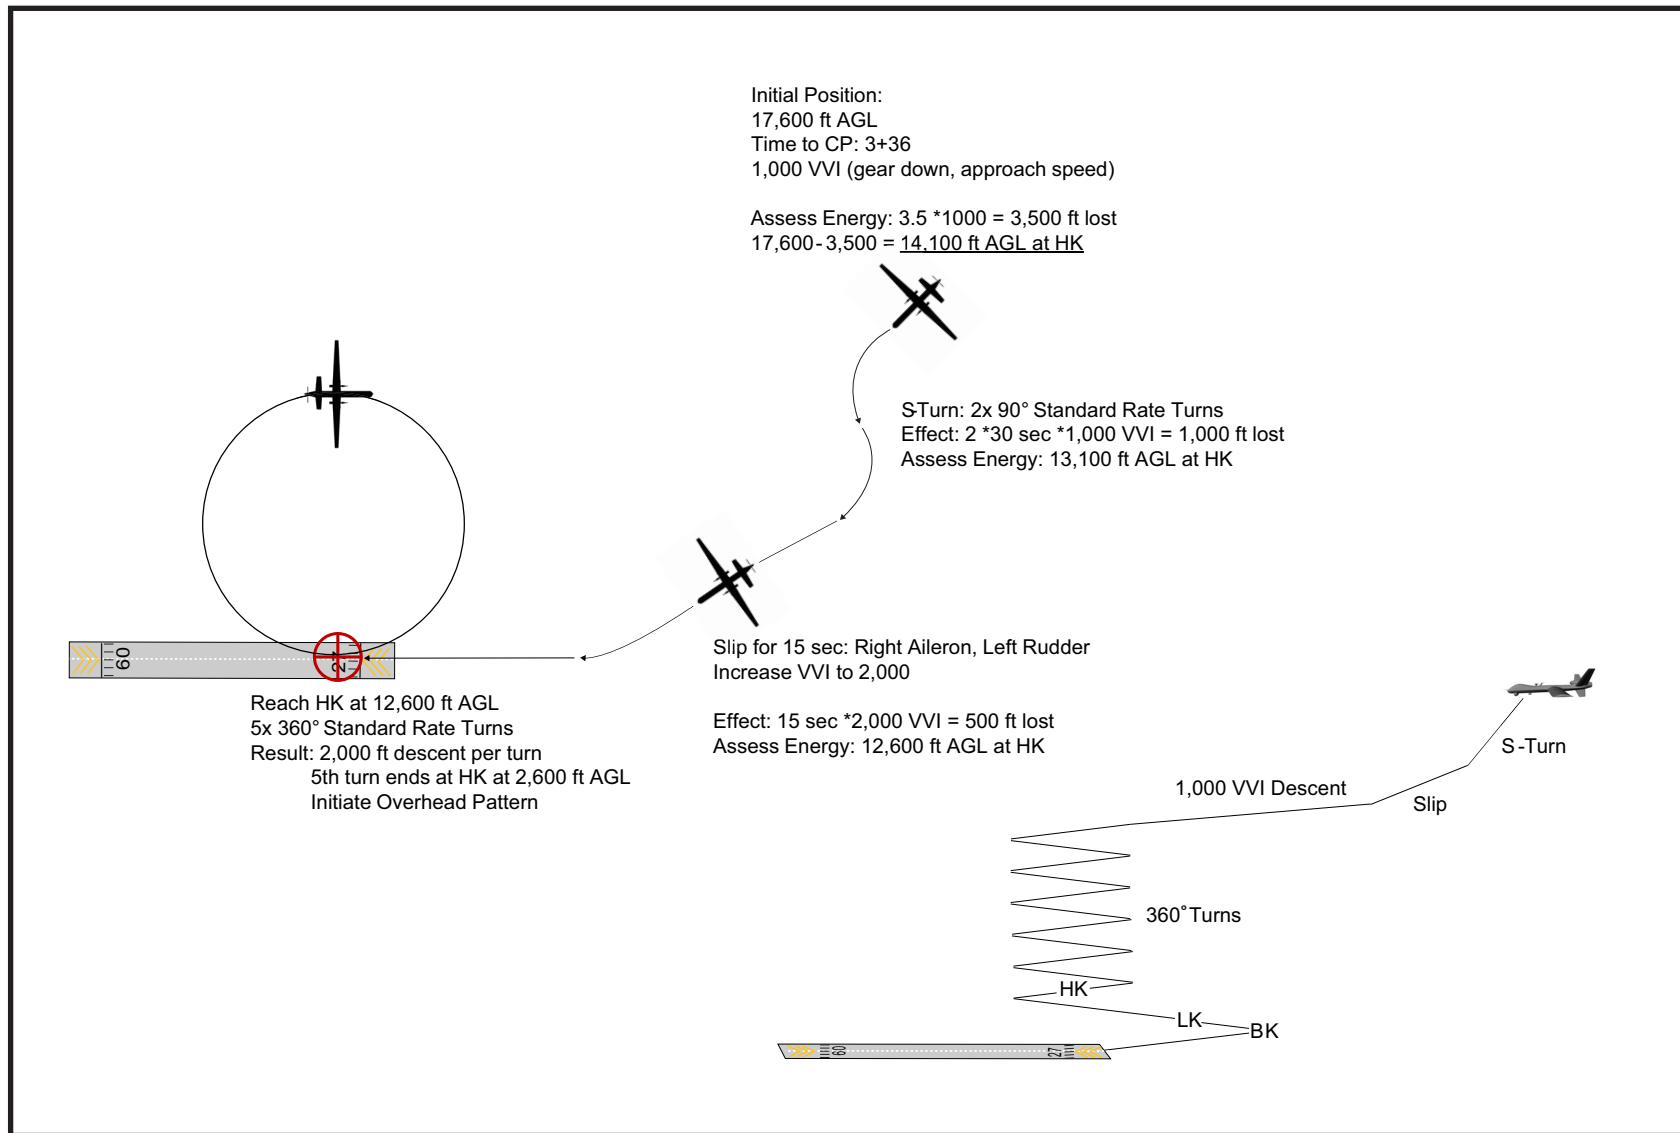 Initial Position:
17,600 ft AGL
Time to CP: 3+36
1,000 VVI (gear down, approach speed)
Assess Energy: 3.5 *1000 = 3,500 ft lost
17,600-3,500 = 14,100 ft AGL at HK
S-Turn: 2x 90° Standard Rate Turns
Effect: 2 *30 sec *1,000 VVI = 1,000 ft lost
Assess Energy: 13,100 ft AGL at HK
60
27
Slip for 15 sec: Right Aileron, Left Rudder
Increase VVI to 2,000
Effect: 15 sec *2,000 VVI = 500 ft lost
Assess Energy: 12,600 ft AGL at HK
Reach HK at 12,600 ft AGL
5x 360° Standard Rate Turns
Result: 2,000 ft descent per turn
5th turn ends at HK at 2,600 ft AGL
Initiate Overhead Pattern
S-Turn
1,000 VVI Descent
Slip
360° Turns
HK
LK
BK
60
27